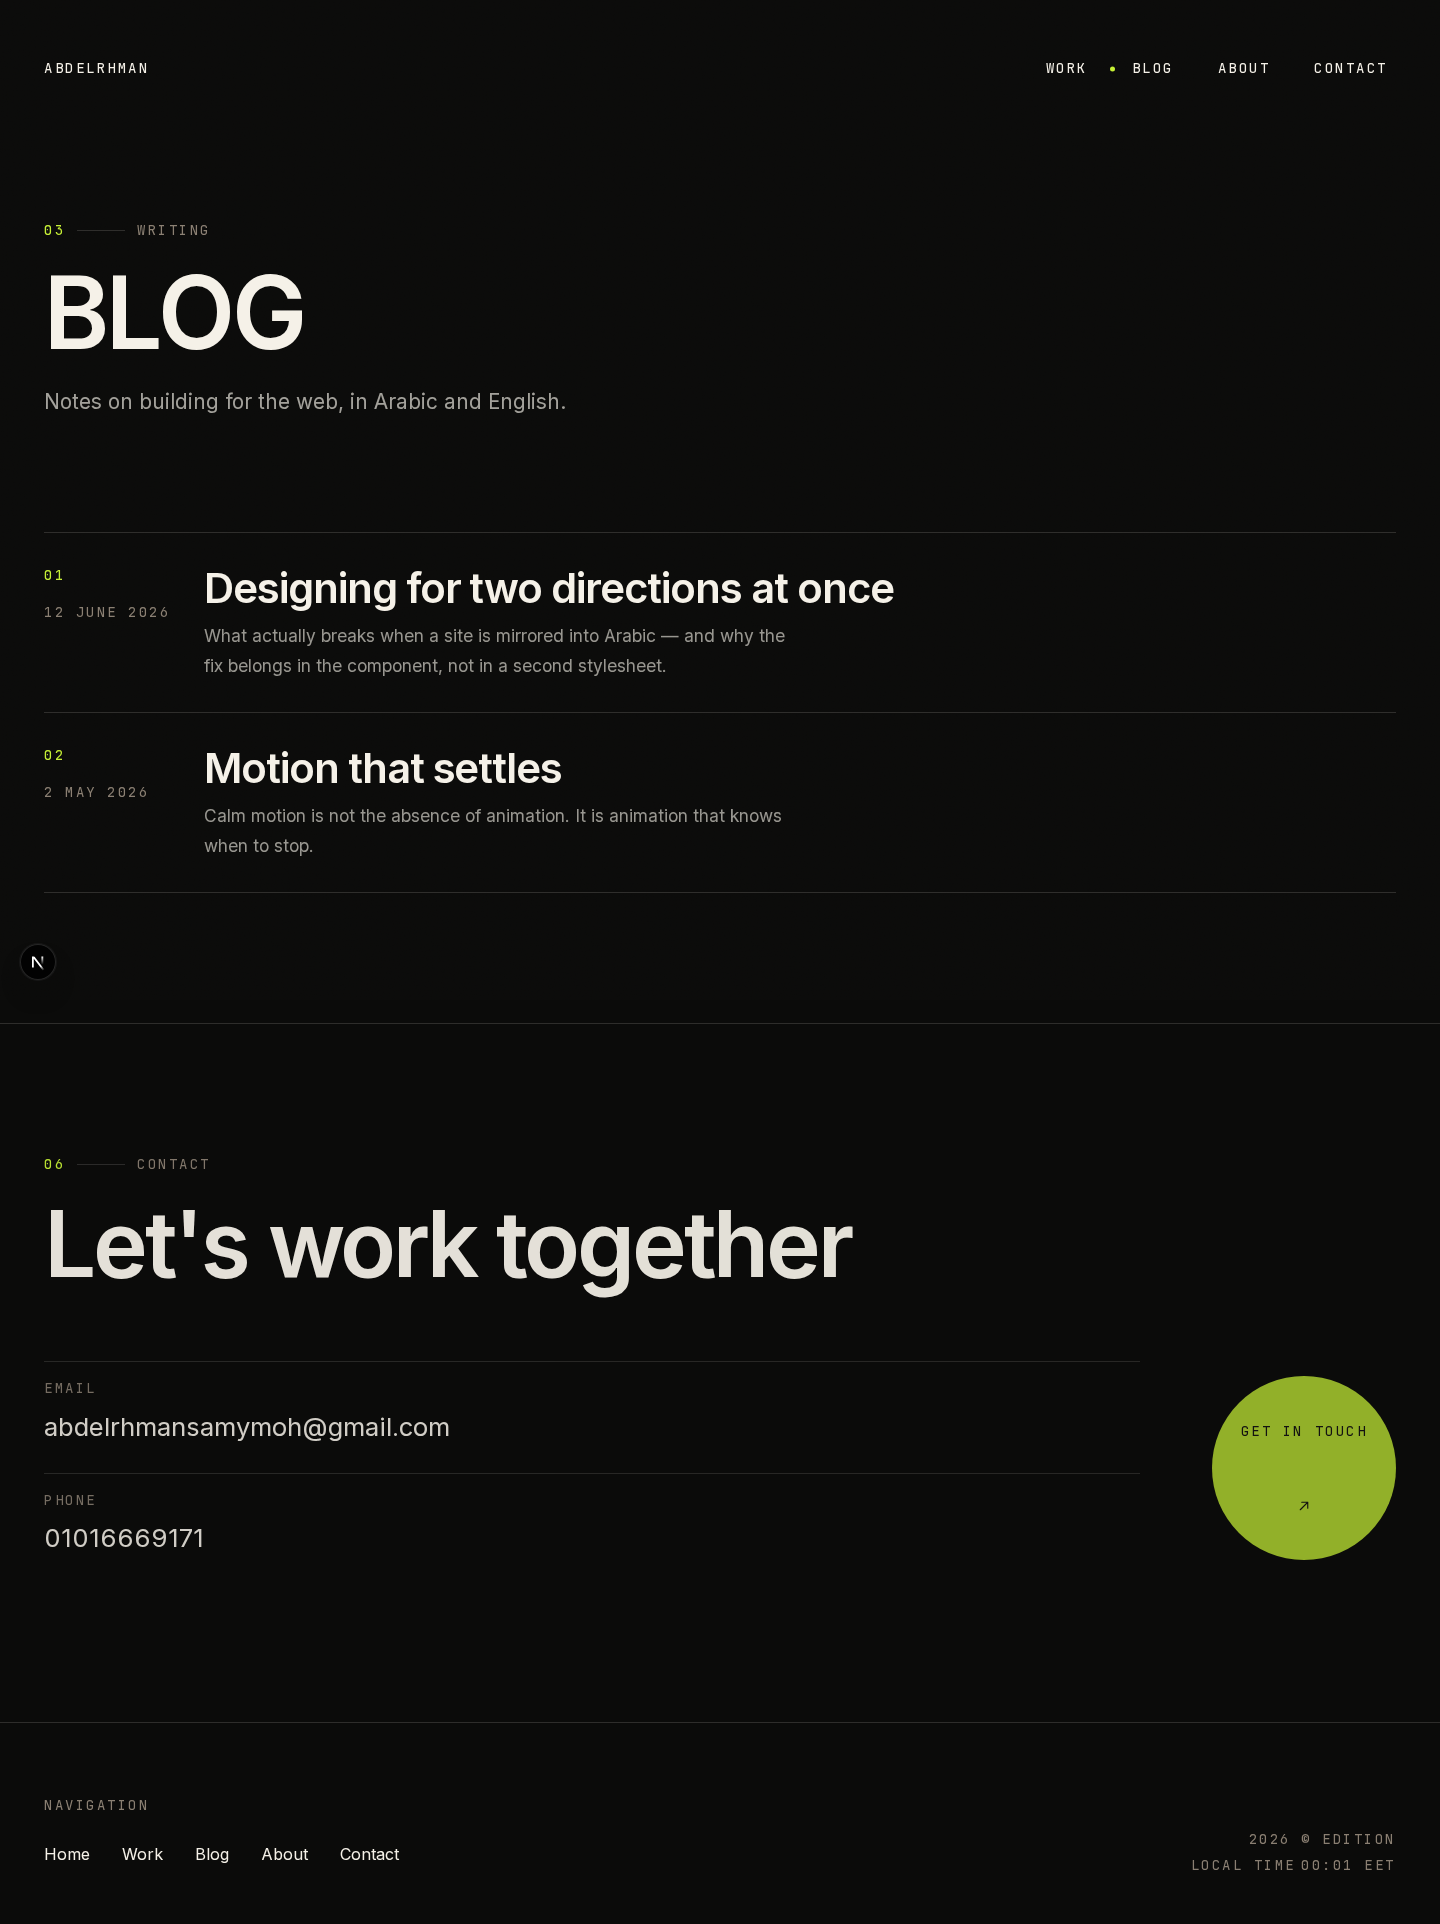 ABDELRHMAN
WORK BLOG ABOUT CONTACT
03 WRITING
BLOG
Notes on building for the web, in Arabic and English.
01
12 JUNE 2026
Designing for two directions at once
What actually breaks when a site is mirrored into Arabic — and why the
fix belongs in the component, not in a second stylesheet.
02
2 MAY 2026
Motion that settles
Calm motion is not the absence of animation. It is animation that knows
when to stop.
N
06 CONTACT
Let's work together
EMAIL
abdelrhmansamymoh@gmail.com
PHONE
01016669171
GET IN TOUCH
↗
NAVIGATION
Home Work Blog About Contact
2026 © EDITION
LOCAL TIME 00:01 EET